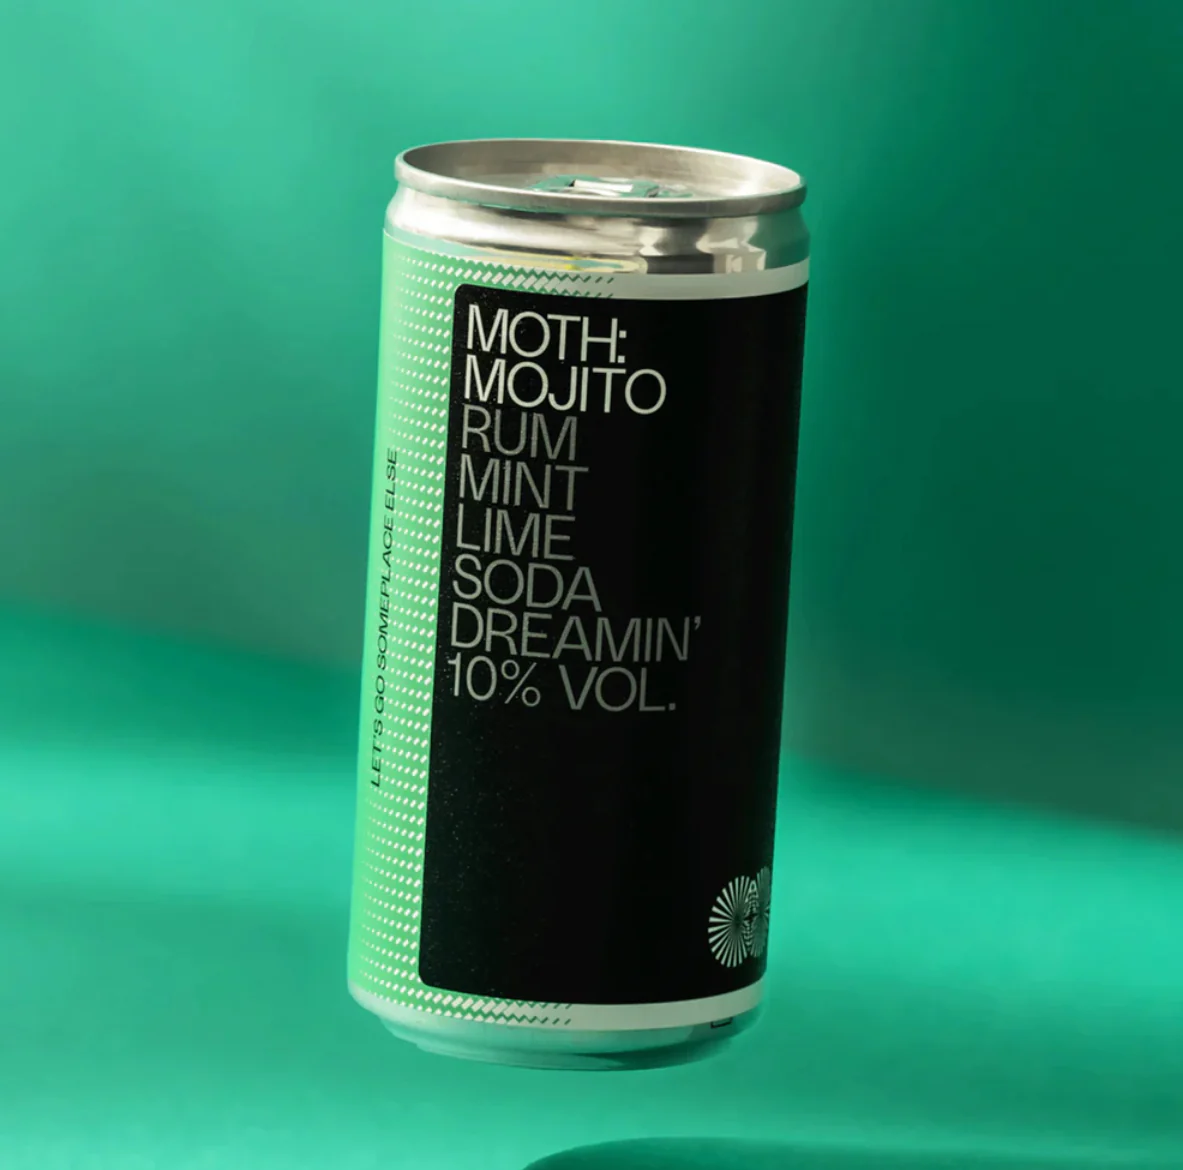 MOTH:
MOJITO
RUM
MINT
LIME
SODA
DREAMIN’
10% VOL.
LET'S GO SOMEPLACE ELSE